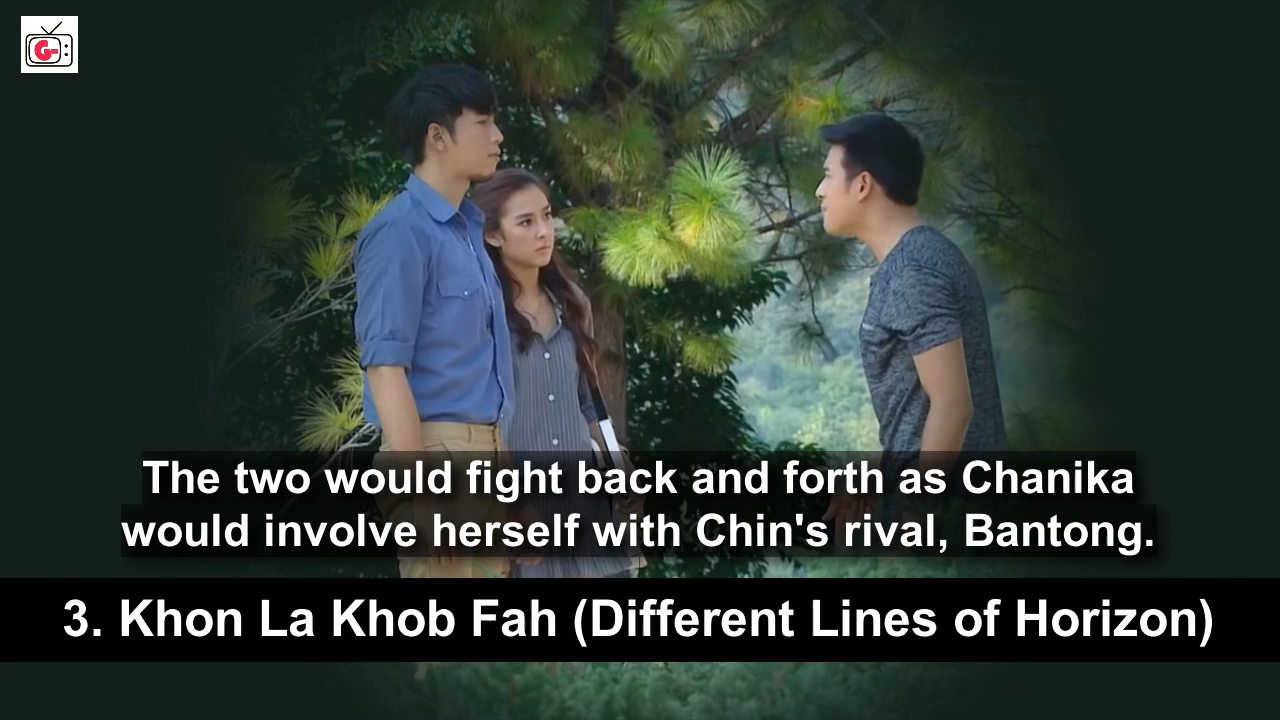 G-
The two would fight back and forth as Chanika
would involve herself with Chin's rival, Bantong.
3. Khon La Khob Fah (Different Lines of Horizon)